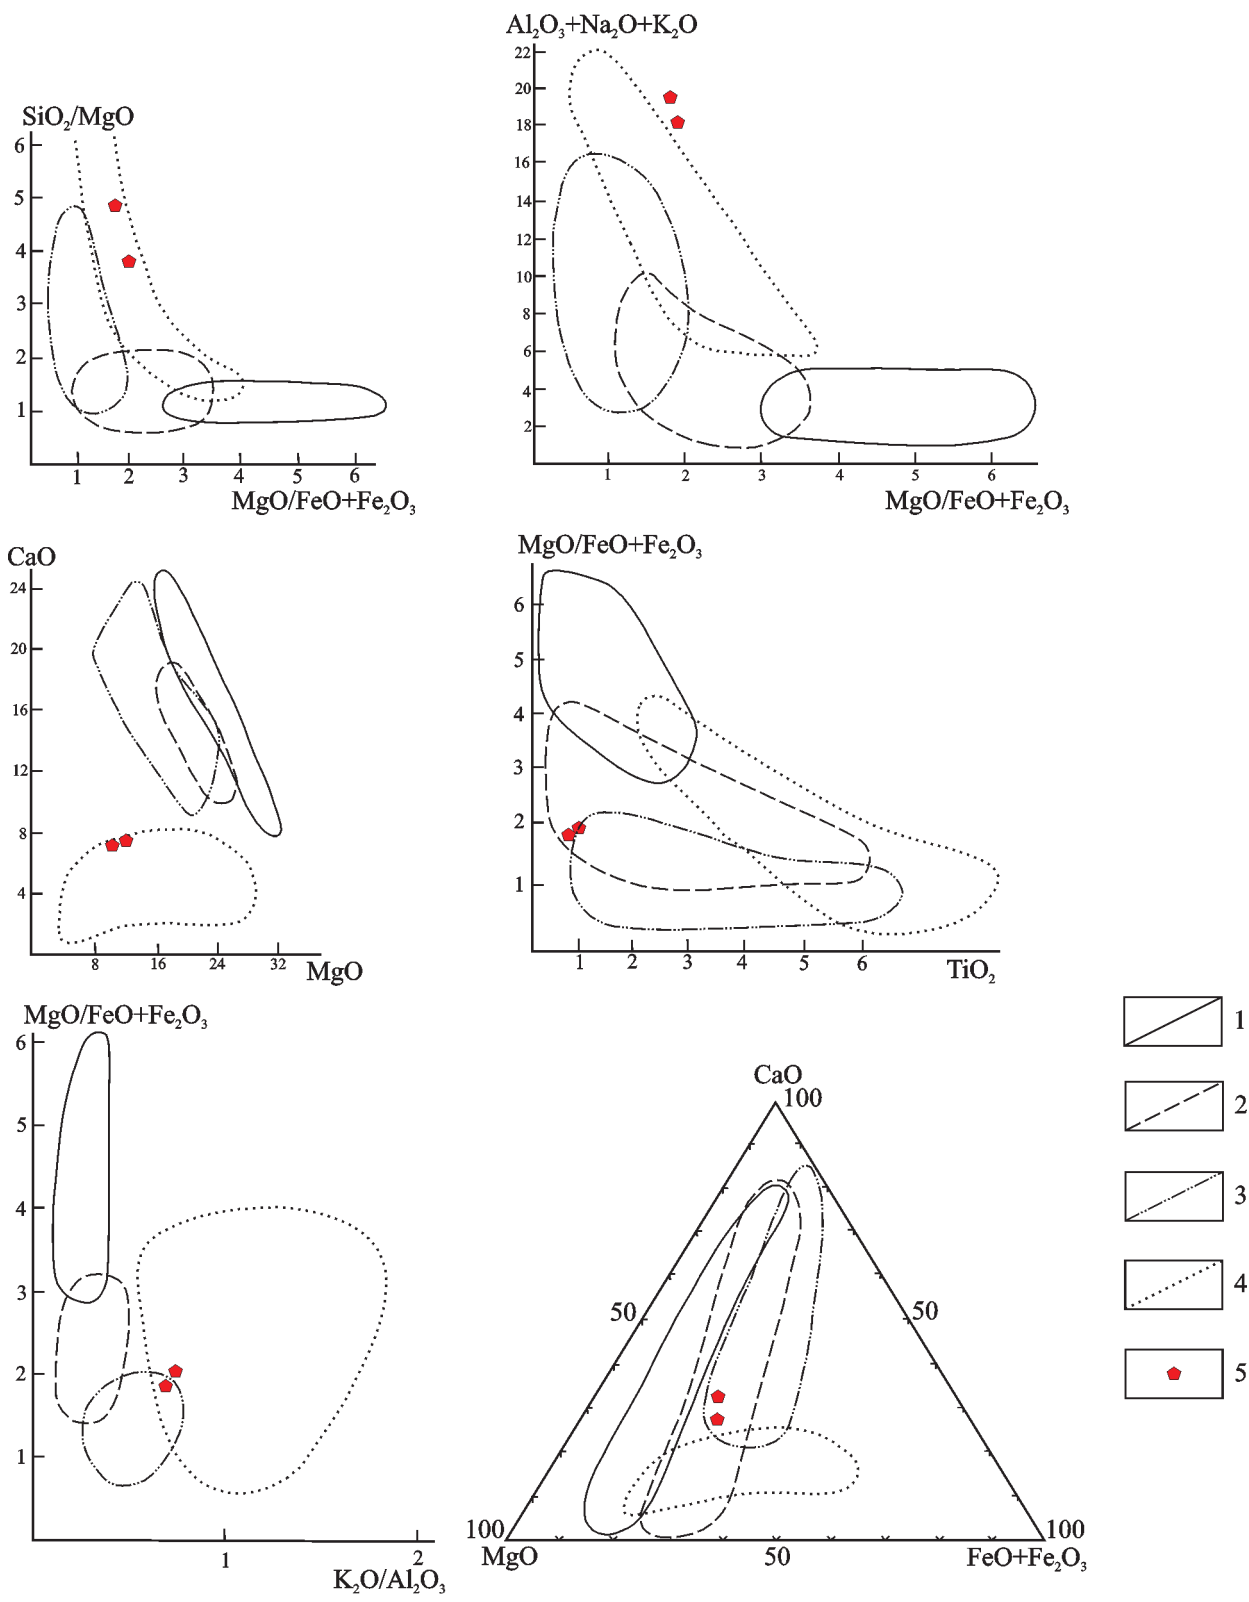 SiO₂/MgO
6
5
4
3
2
1
1 2 3 4 5 6
MgO/FeO+Fe₂O₃
Al₂O₃+Na₂O+K₂O
22
20
18
16
14
12
10
8
6
4
2
1 2 3 4 5 6
MgO/FeO+Fe₂O₃
CaO
24
20
16
12
8
4
8 16 24 32
MgO
MgO/FeO+Fe₂O₃
6
5
4
3
2
1
1 2 3 4 5 6
TiO₂
MgO/FeO+Fe₂O₃
6
5
4
3
2
1
1 2
K₂O/Al₂O₃
CaO
100
50 50
100 100
MgO 50 FeO+Fe₂O₃
1
2
3
4
5